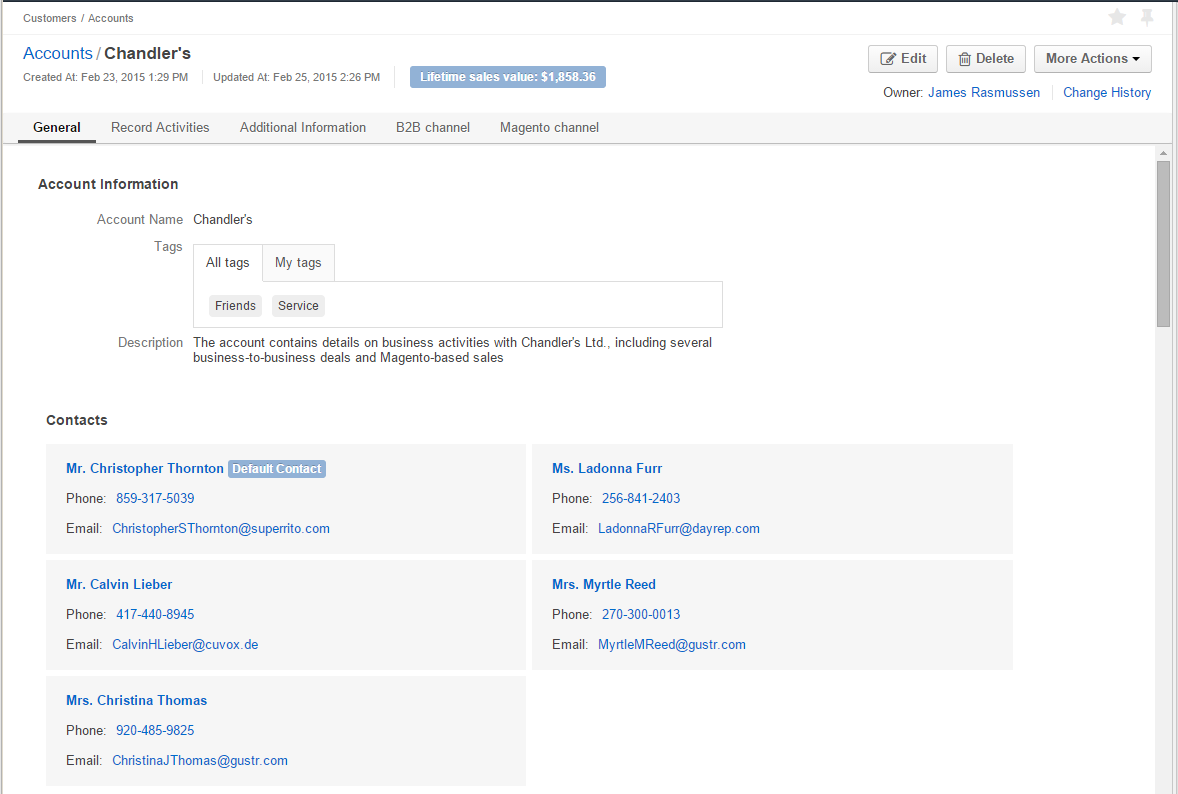 Customers / Accounts
Accounts / Chandler's
Created At: Feb 23, 2015 1:29 PM Updated At: Feb 25, 2015 2:26 PM Lifetime sales value: $1,858.36
Edit Delete More Actions
Owner: James Rasmussen Change History
General Record Activities Additional Information B2B channel Magento channel
Account Information
Account Name Chandler's
Tags
All tags My tags
Friends Service
Description The account contains details on business activities with Chandler's Ltd., including several
business-to-business deals and Magento-based sales
Contacts
Mr. Christopher Thornton Default Contact
Phone: 859-317-5039
Email: ChristopherSThornton@superrito.com
Ms. Ladonna Furr
Phone: 256-841-2403
Email: LadonnaRFurr@dayrep.com
Mr. Calvin Lieber
Phone: 417-440-8945
Email: CalvinHLieber@cuvox.de
Mrs. Myrtle Reed
Phone: 270-300-0013
Email: MyrtleMReed@gustr.com
Mrs. Christina Thomas
Phone: 920-485-9825
Email: ChristinaJThomas@gustr.com